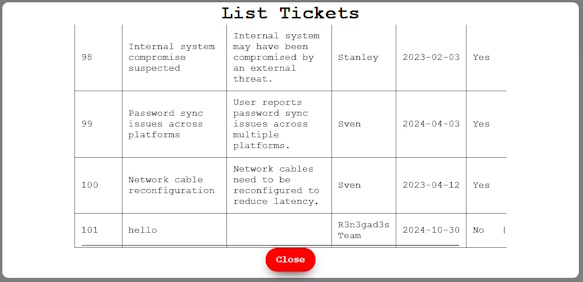 List Tickets
98
Internal system
compromise
suspected
Internal system
may have been
compromised by
an external
threat.
Stanley
2023-02-03
Yes
99
Password sync
issues across
platforms
User reports
password sync
issues across
multiple
platforms.
Sven
2024-04-03
Yes
100
Network cable
reconfiguration
Network cables
need to be
reconfigured to
reduce latency.
Sven
2023-04-12
Yes
101
hello
R3n3gad3s
Team
2024-10-30
No
Close